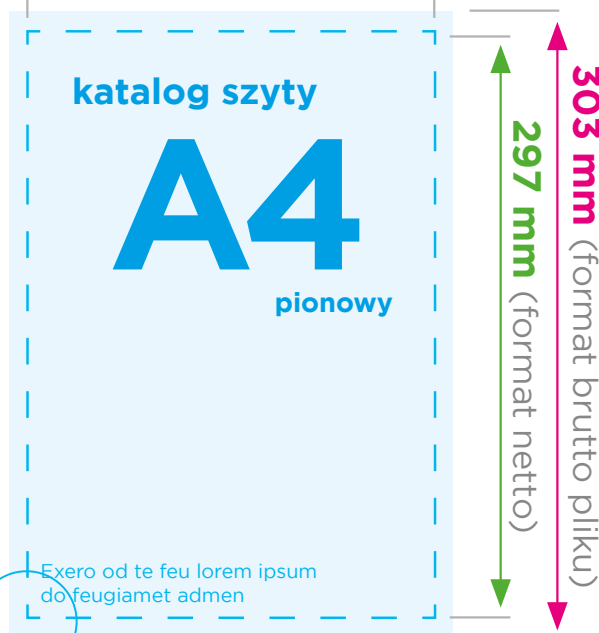 katalog szyty
A4
pionowy
Exero od te feu lorem ipsum
do feugiamet admen
297 mm (format netto)
303 mm (format brutto pliku)